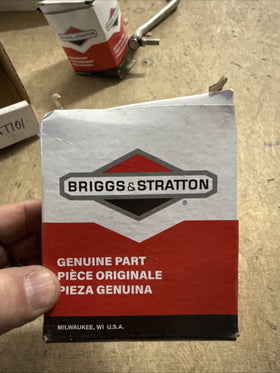 BRIGGS & STRATTON
®
GENUINE PART
PIÈCE ORIGINALE
PIEZA GENUINA
MILWAUKEE, WI U.S.A.